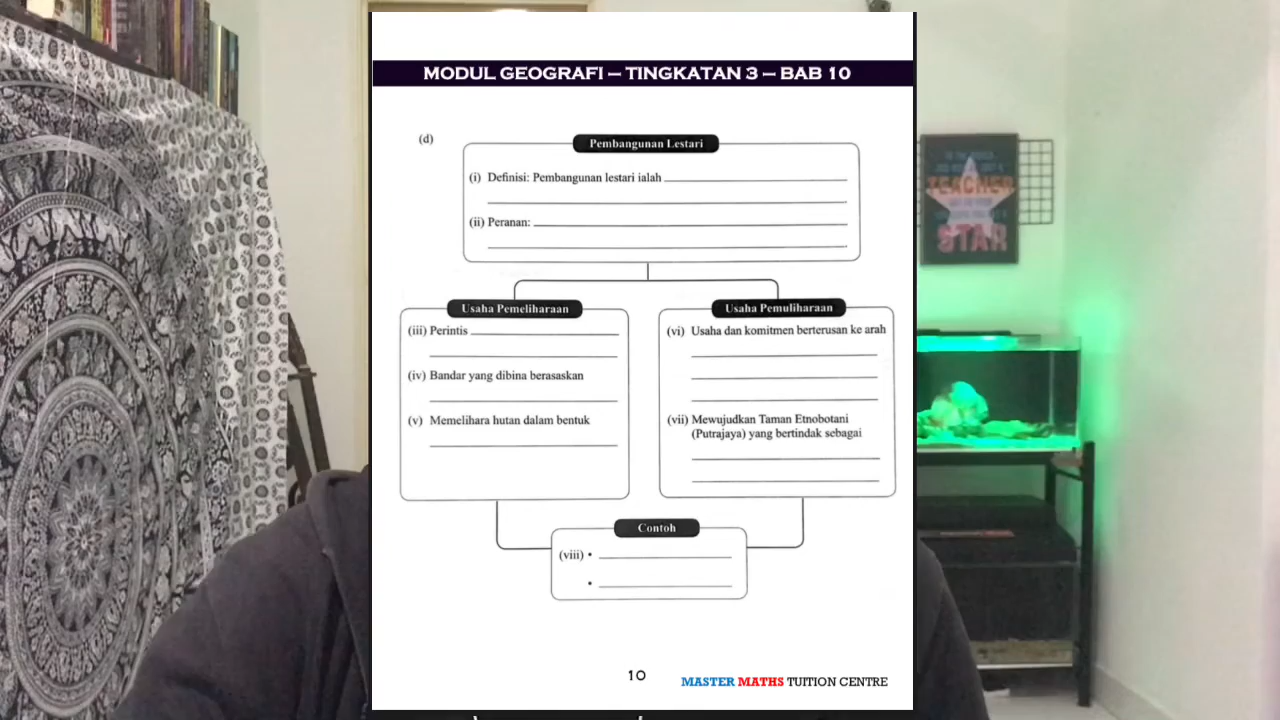 MODUL GEOGRAFI – TINGKATAN 3 – BAB 10
(d)
Pembangunan Lestari
(i) Definisi: Pembangunan lestari ialah
(ii) Peranan:
Usaha Pemeliharaan
(iii) Perintis
(iv) Bandar yang dibina berasaskan
(v) Memelihara hutan dalam bentuk
Usaha Pemuliharaan
(vi) Usaha dan komitmen berterusan ke arah
(vii) Mewujudkan Taman Etnobotani
(Putrajaya) yang bertindak sebagai
Contoh
(viii) •
•
10
MASTER MATHS TUITION CENTRE
TEACHER
STAR